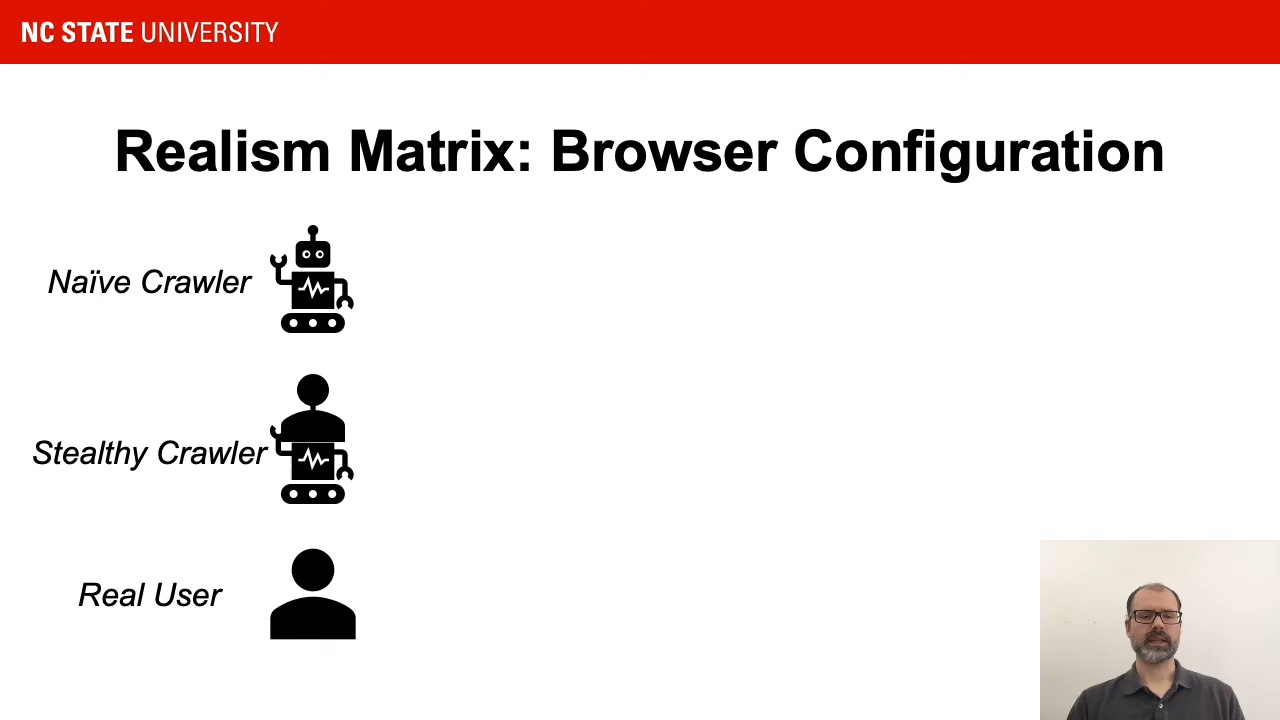 NC STATE UNIVERSITY
Realism Matrix: Browser Configuration
Naïve Crawler
Stealthy Crawler
Real User